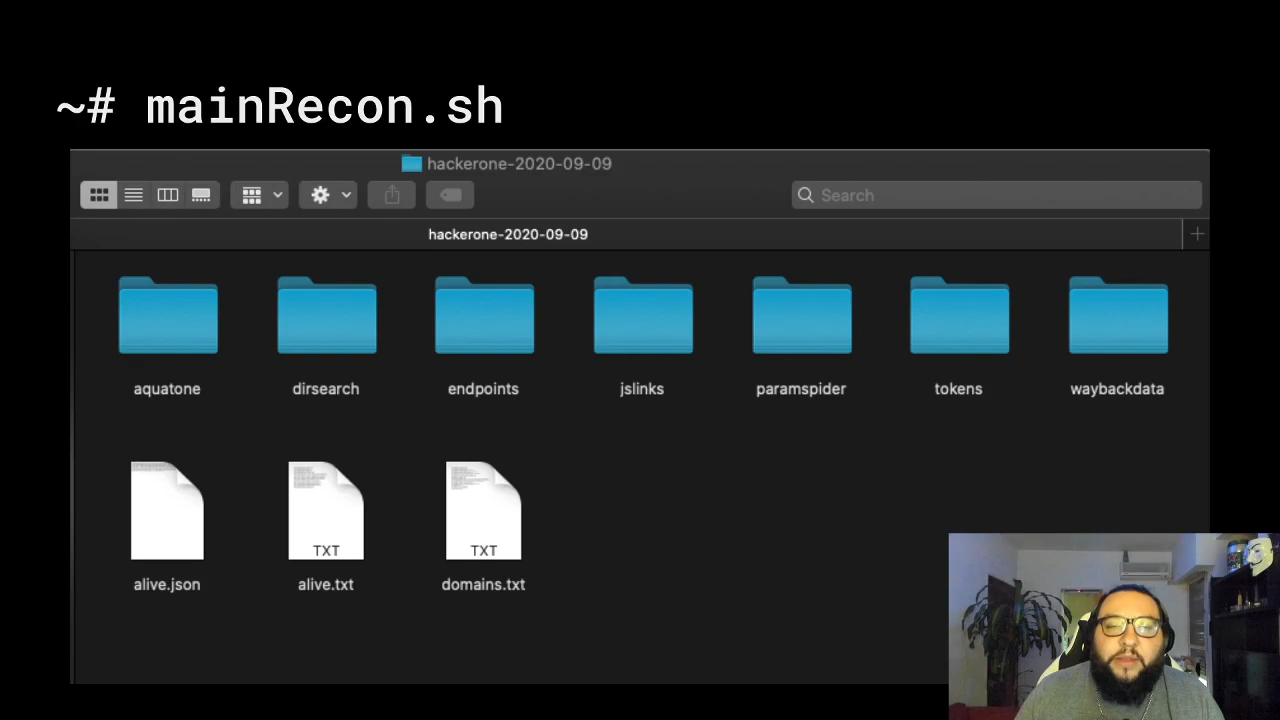 ~# mainRecon.sh
hackerone-2020-09-09
Search
hackerone-2020-09-09
aquatone dirsearch endpoints jslinks paramspider tokens waybackdata
TXT TXT
alive.json alive.txt domains.txt